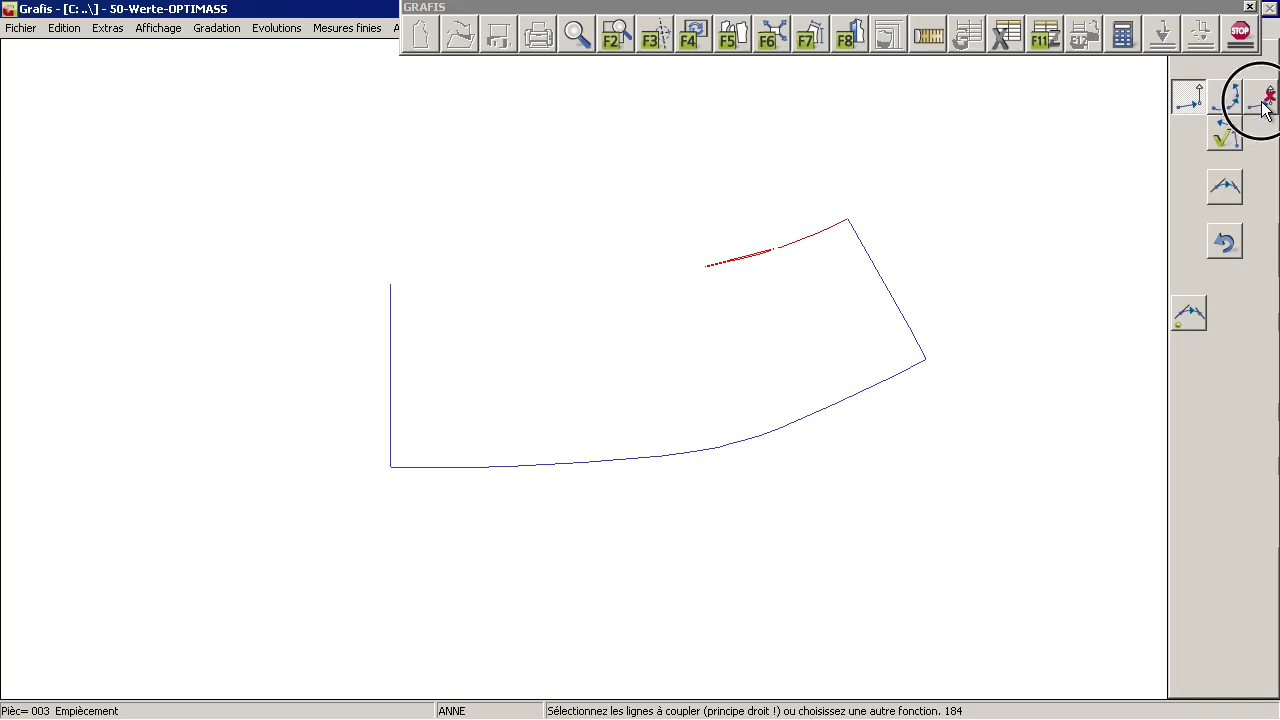 Grafis - [C: ..\] - 50-Werte-OPTIMASS
GRAFIS
Fichier Edition Extras Affichage Gradation Evolutions Mesures finies
F2 F3 F4 F5 F6 F7 F8 F11 F12 STOP
Pièc= 003 Empiècement
ANNE
Sélectionnez les lignes à coupler (principe droit !) ou choisissez une autre fonction. 184